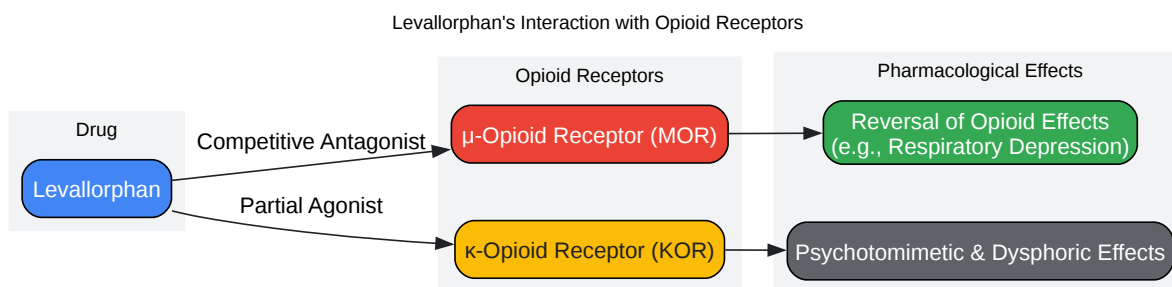 Levallorphan's Interaction with Opioid Receptors
Drug
Levallorphan
Competitive Antagonist
Partial Agonist
Opioid Receptors
μ-Opioid Receptor (MOR)
κ-Opioid Receptor (KOR)
Pharmacological Effects
Reversal of Opioid Effects
(e.g., Respiratory Depression)
Psychotomimetic & Dysphoric Effects